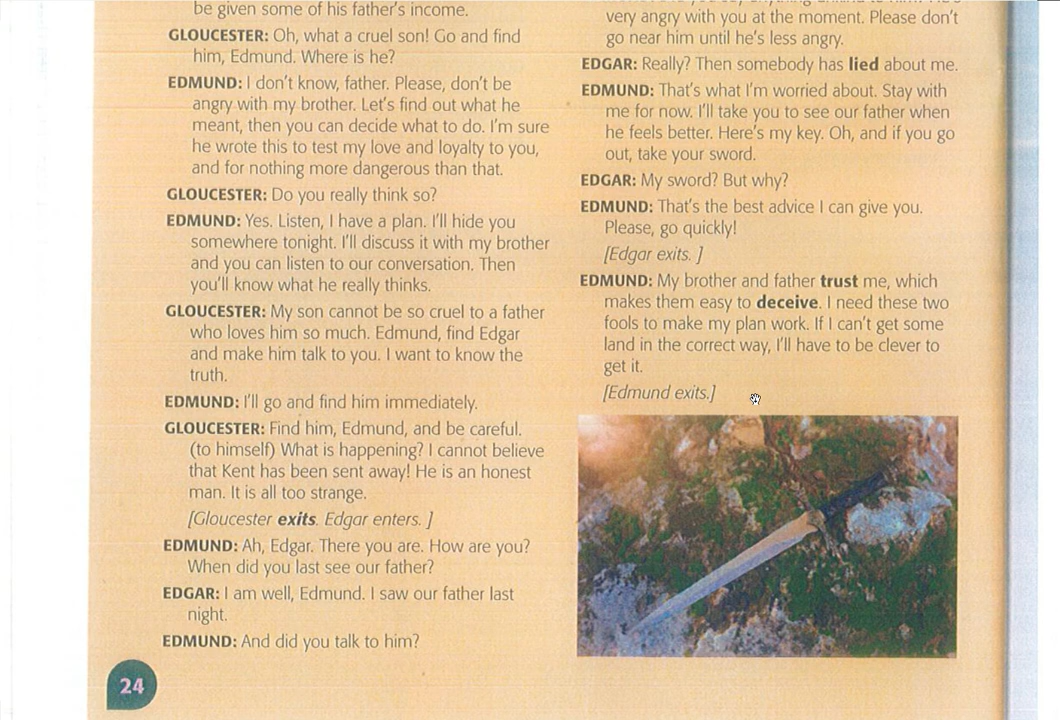 be given some of his father's income.
GLOUCESTER: Oh, what a cruel son! Go and find
him, Edmund. Where is he?
EDMUND: I don't know, father. Please, don't be
angry with my brother. Let's find out what he
meant, then you can decide what to do. I'm sure
he wrote this to test my love and loyalty to you,
and for nothing more dangerous than that.
GLOUCESTER: Do you really think so?
EDMUND: Yes. Listen, I have a plan. I'll hide you
somewhere tonight. I'll discuss it with my brother
and you can listen to our conversation. Then
you'll know what he really thinks.
GLOUCESTER: My son cannot be so cruel to a father
who loves him so much. Edmund, find Edgar
and make him talk to you. I want to know the
truth.
EDMUND: I'll go and find him immediately.
GLOUCESTER: Find him, Edmund, and be careful.
(to himself) What is happening? I cannot believe
that Kent has been sent away! He is an honest
man. It is all too strange.
[Gloucester exits. Edgar enters. ]
EDMUND: Ah, Edgar. There you are. How are you?
When did you last see our father?
EDGAR: I am well, Edmund. I saw our father last
night.
EDMUND: And did you talk to him?
24
very angry with you at the moment. Please don't
go near him until he's less angry.
EDGAR: Really? Then somebody has lied about me.
EDMUND: That's what I'm worried about. Stay with
me for now. I'll take you to see our father when
he feels better. Here's my key. Oh, and if you go
out, take your sword.
EDGAR: My sword? But why?
EDMUND: That's the best advice I can give you.
Please, go quickly!
[Edgar exits. ]
EDMUND: My brother and father trust me, which
makes them easy to deceive. I need these two
fools to make my plan work. If I can't get some
land in the correct way, I'll have to be clever to
get it.
[Edmund exits.]